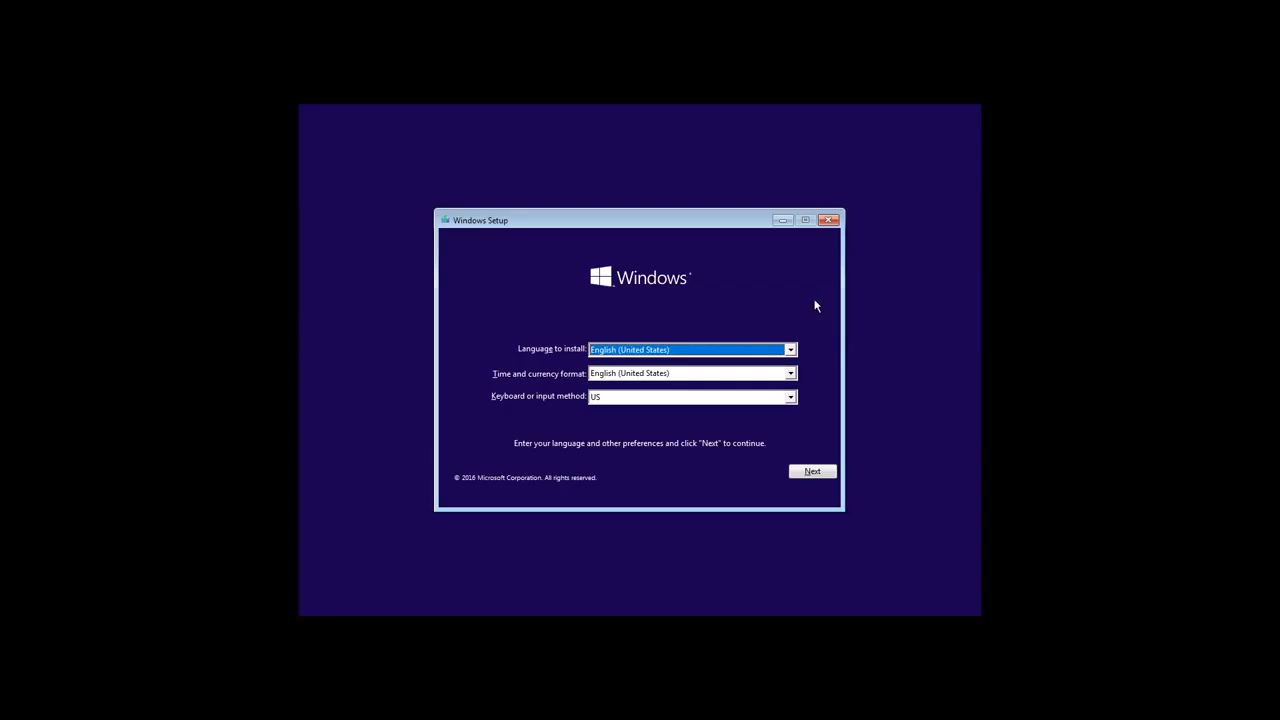 Windows Setup
Windows
Language to install: English (United States)
Time and currency format: English (United States)
Keyboard or input method: US
Enter your language and other preferences and click "Next" to continue.
Next
© 2016 Microsoft Corporation. All rights reserved.